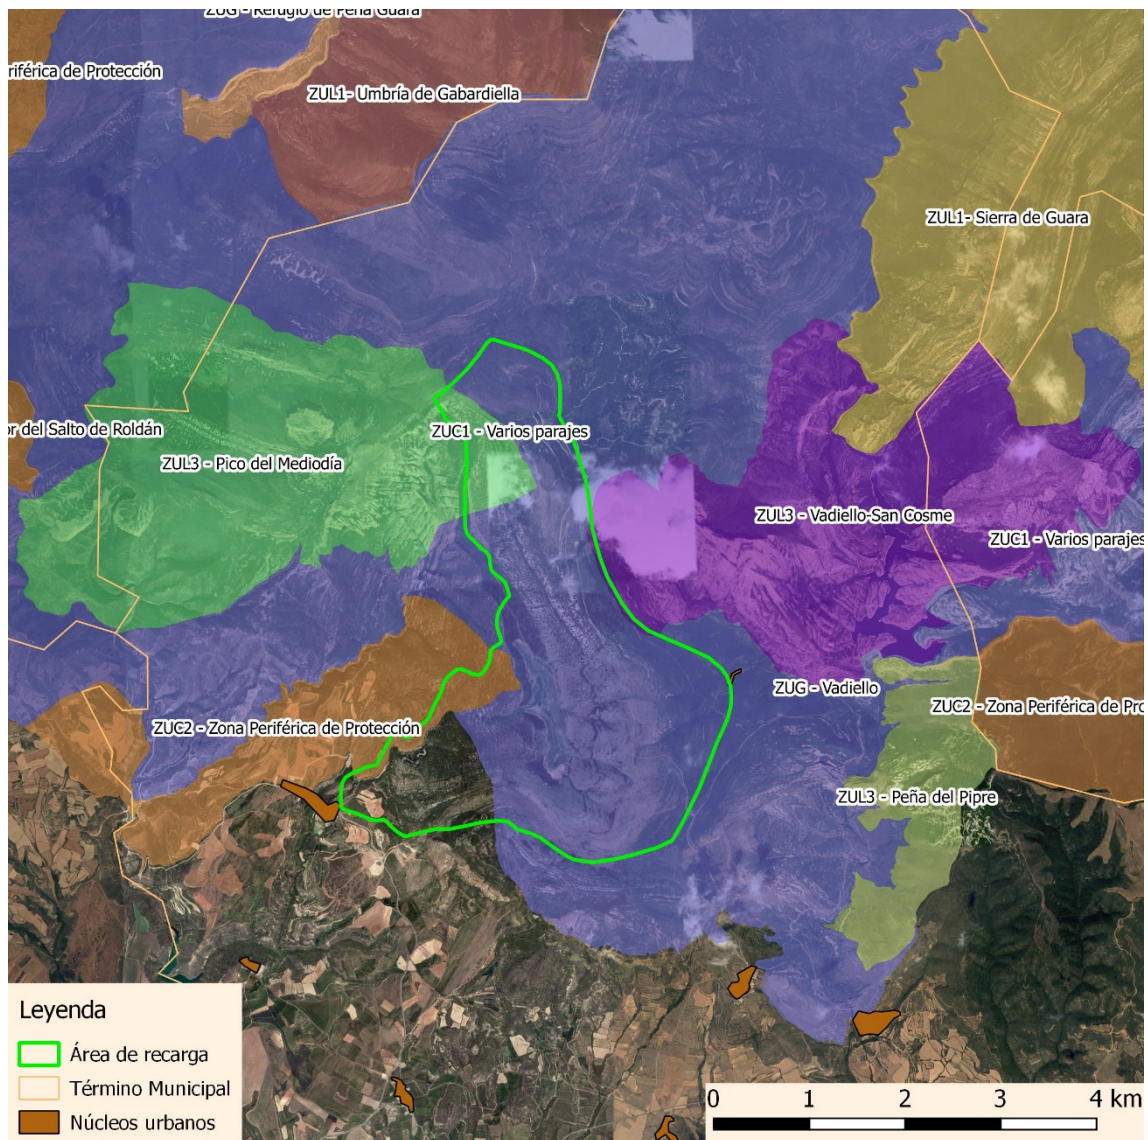 ZUG - Refugio de Peña Guara
riférica de Protección
ZUL1- Umbría de Gabardiella
ZUL1- Sierra de Guara
or del Salto de Roldán
ZUC1 - Varios parajes
ZUL3 - Pico del Mediodía
ZUL3 - Vadiello-San Cosme
ZUC1 - Varios parajes
ZUG - Vadiello
ZUC2 - Zona Periférica de Protección
ZUC2 - Zona Periférica de Pro
ZUL3 - Peña del Pipre
Leyenda
Área de recarga
Término Municipal
Núcleos urbanos
0 1 2 3 4 km